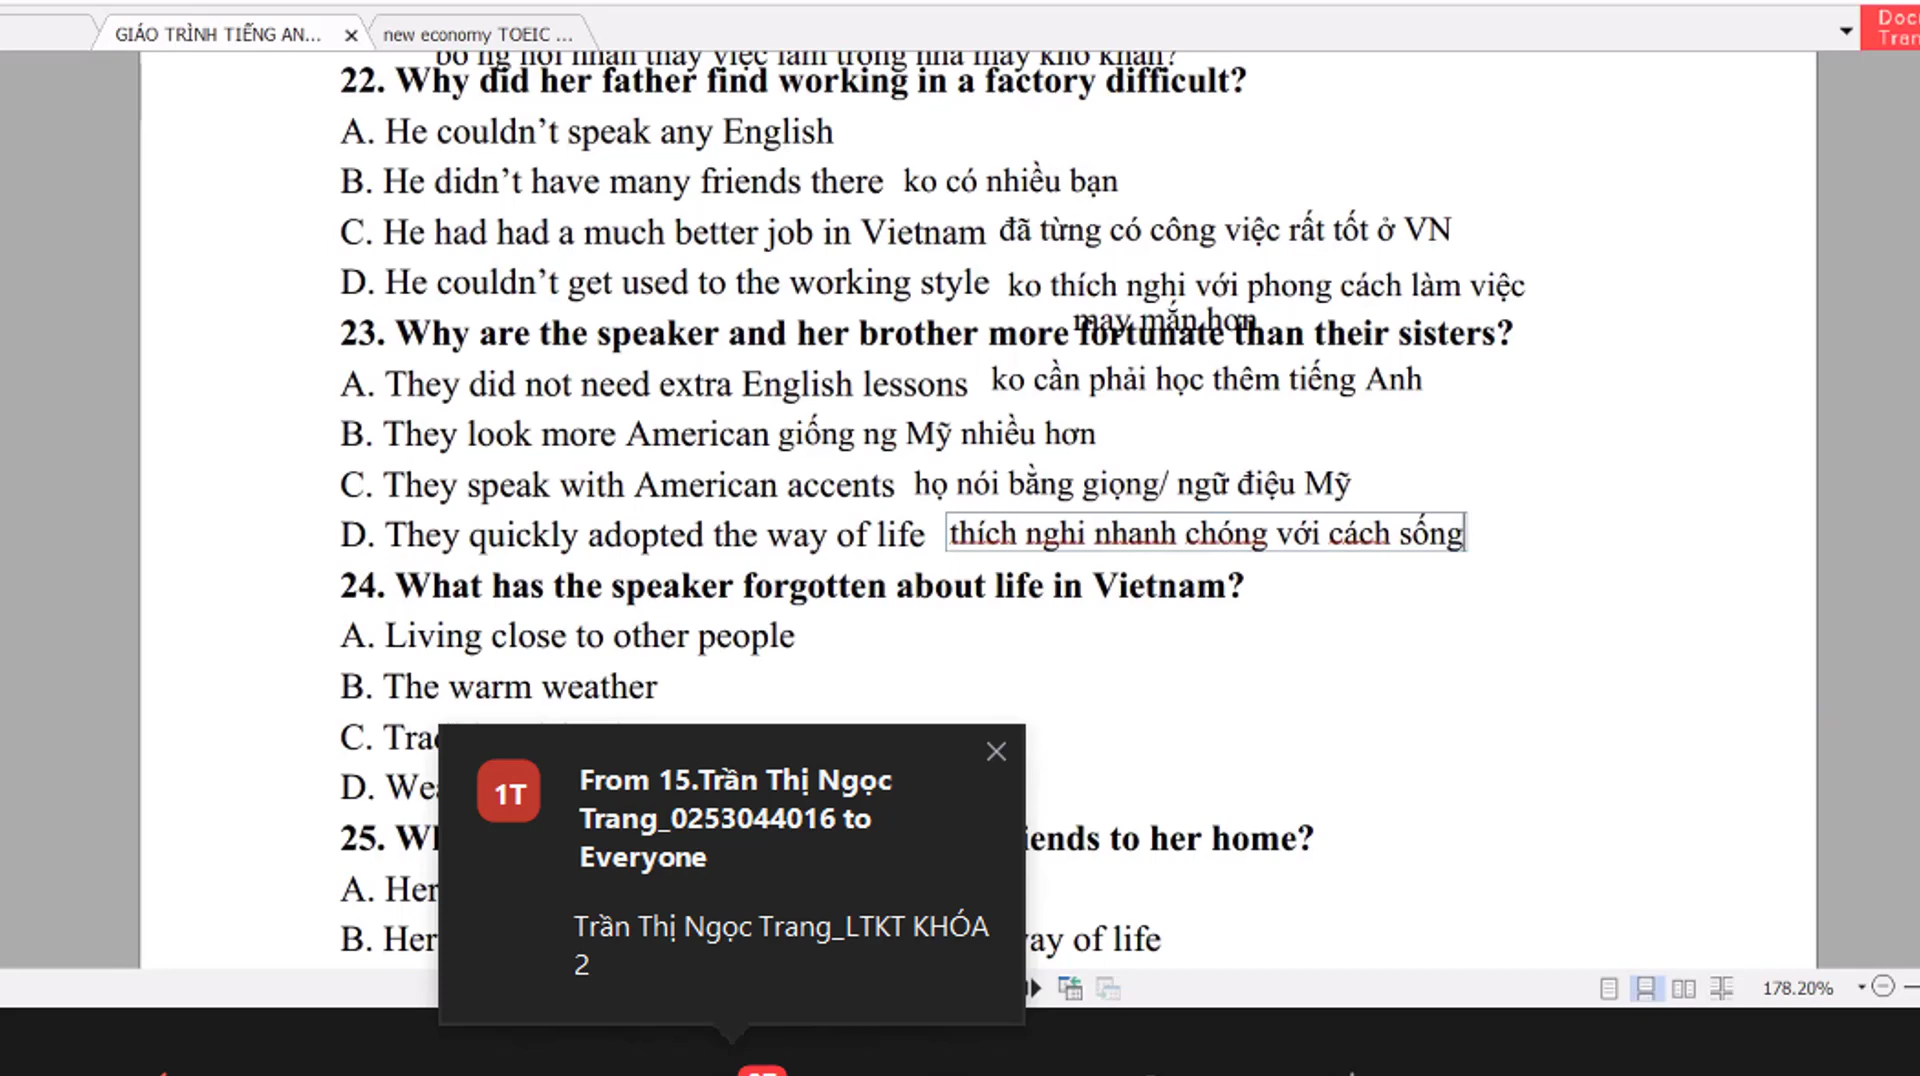 GIÁO TRÌNH TIẾNG AN...
new economy TOEIC ...
Doc
Tran
22. Why did her father find working in a factory difficult?
A. He couldn't speak any English
B. He didn't have many friends there ko có nhiều bạn
C. He had had a much better job in Vietnam đã từng có công việc rất tốt ở VN
D. He couldn't get used to the working style ko thích nghi với phong cách làm việc
may mắn hơn
23. Why are the speaker and her brother more fortunate than their sisters?
A. They did not need extra English lessons ko cần phải học thêm tiếng Anh
B. They look more American giống ng Mỹ nhiều hơn
C. They speak with American accents họ nói bằng giọng/ ngữ điệu Mỹ
D. They quickly adopted the way of life thích nghi nhanh chóng với cách sống
24. What has the speaker forgotten about life in Vietnam?
A. Living close to other people
B. The warm weather
C.
D.
25. to her home?
A. Her
B. Her way of life
1T
From 15.Trần Thị Ngọc
Trang_0253044016 to
Everyone
Trần Thị Ngọc Trang_LTKT KHÓA
2
178.20%